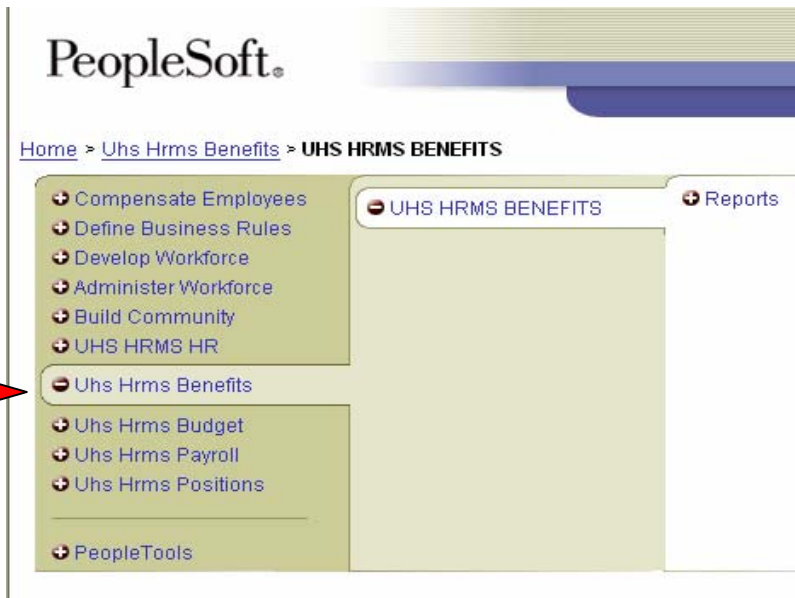 PeopleSoft®
Home > Uhs Hrms Benefits > UHS HRMS BENEFITS
Compensate Employees
Define Business Rules
Develop Workforce
Administer Workforce
Build Community
UHS HRMS HR
Uhs Hrms Benefits
Uhs Hrms Budget
Uhs Hrms Payroll
Uhs Hrms Positions
PeopleTools
UHS HRMS BENEFITS
Reports